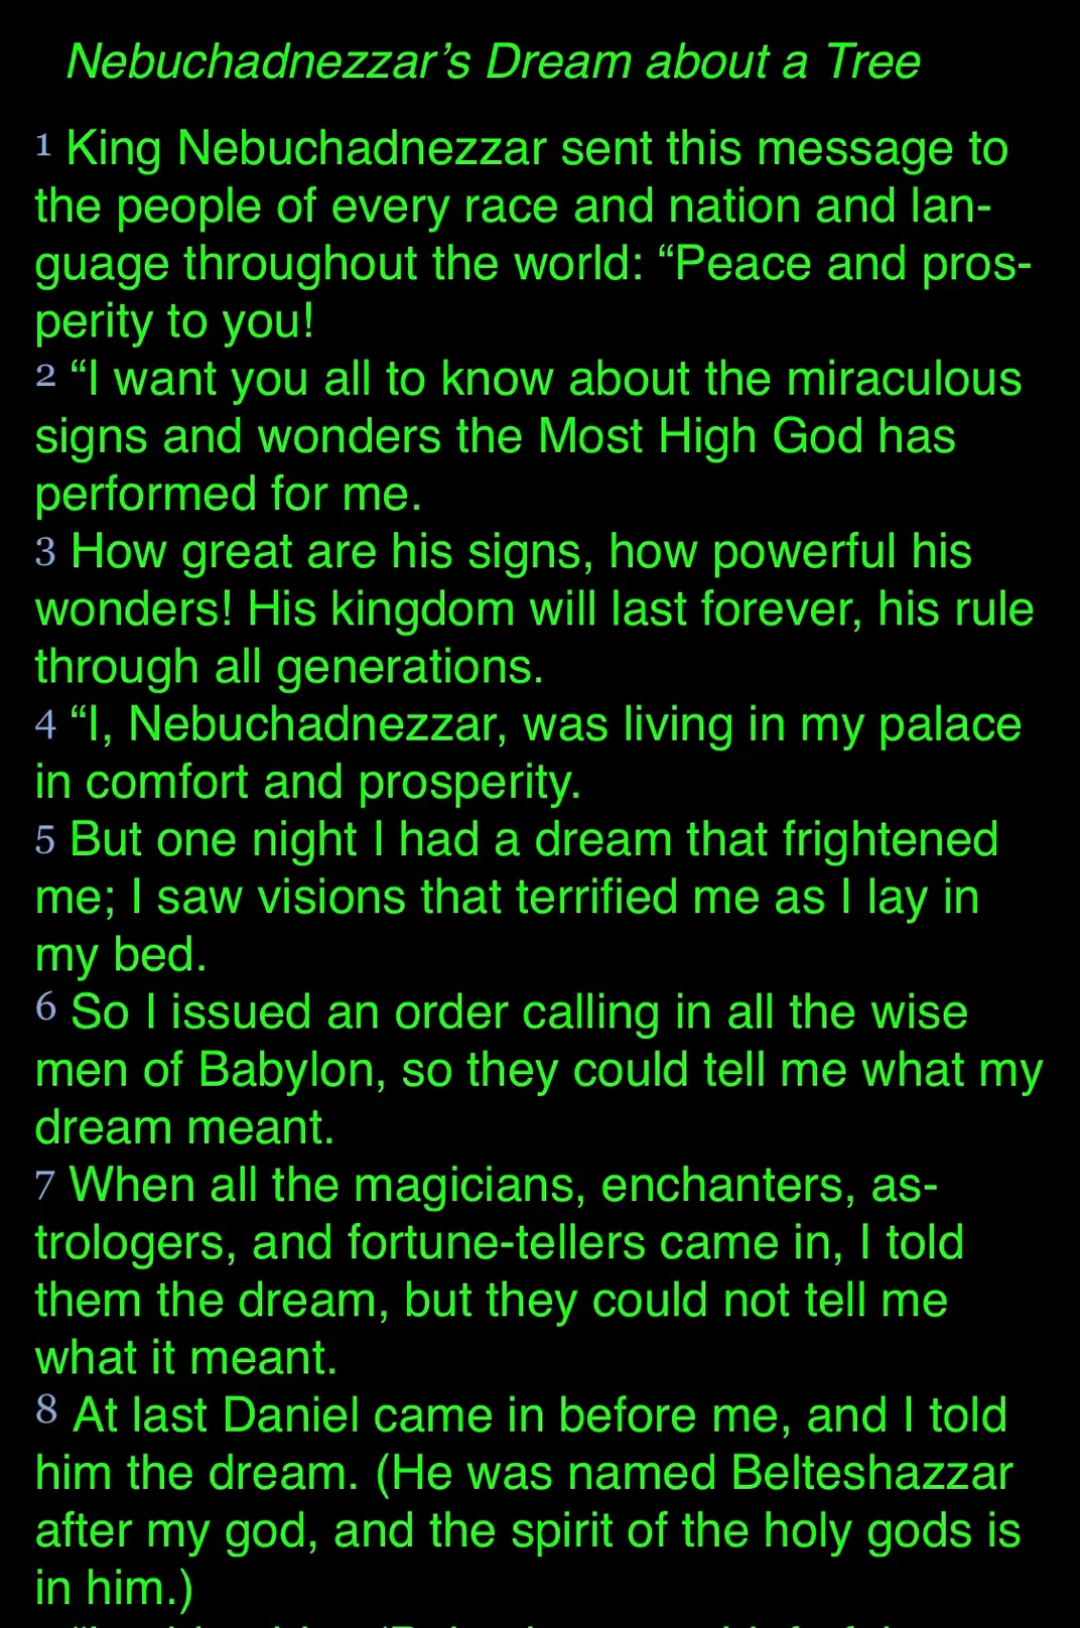 Nebuchadnezzar’s Dream about a Tree
1 King Nebuchadnezzar sent this message to
the people of every race and nation and lan-
guage throughout the world: “Peace and pros-
perity to you!
2 “I want you all to know about the miraculous
signs and wonders the Most High God has
performed for me.
3 How great are his signs, how powerful his
wonders! His kingdom will last forever, his rule
through all generations.
4 “I, Nebuchadnezzar, was living in my palace
in comfort and prosperity.
5 But one night I had a dream that frightened
me; I saw visions that terrified me as I lay in
my bed.
6 So I issued an order calling in all the wise
men of Babylon, so they could tell me what my
dream meant.
7 When all the magicians, enchanters, as-
trologers, and fortune-tellers came in, I told
them the dream, but they could not tell me
what it meant.
8 At last Daniel came in before me, and I told
him the dream. (He was named Belteshazzar
after my god, and the spirit of the holy gods is
in him.)